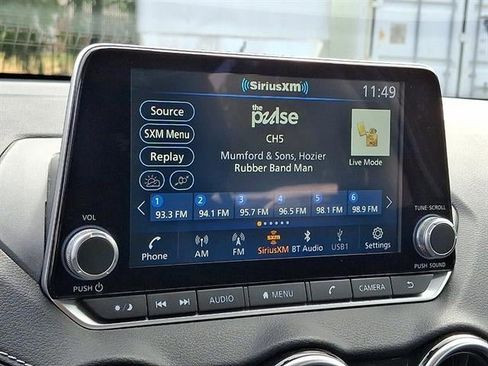 ((SiriusXM))
11:49
Source
SXM Menu
Replay
the pulse
CH5
Mumford & Sons, Hozier
Rubber Band Man
Live Mode
1 2 3 4 5 6
93.3 FM 94.1 FM 95.7 FM 96.5 FM 98.1 FM 98.9 FM
Phone AM FM SiriusXM BT Audio USB1 Settings
VOL
PUSH
TUNE·SCROLL
PUSH SOUND
AUDIO MENU CAMERA